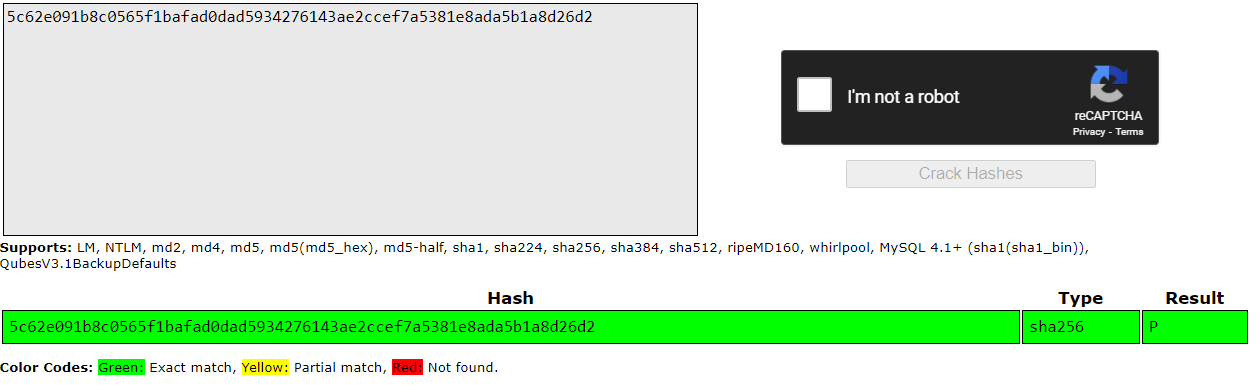 5c62e091b8c0565f1bafad0dad5934276143ae2ccef7a5381e8ada5b1a8d26d2
I'm not a robot
reCAPTCHA
Privacy - Terms
Crack Hashes
Supports: LM, NTLM, md2, md4, md5, md5(md5_hex), md5-half, sha1, sha224, sha256, sha384, sha512, ripeMD160, whirlpool, MySQL 4.1+ (sha1(sha1_bin)),
QubesV3.1BackupDefaults
Hash Type Result
5c62e091b8c0565f1bafad0dad5934276143ae2ccef7a5381e8ada5b1a8d26d2 sha256 P
Color Codes: Green: Exact match, Yellow: Partial match, Red: Not found.